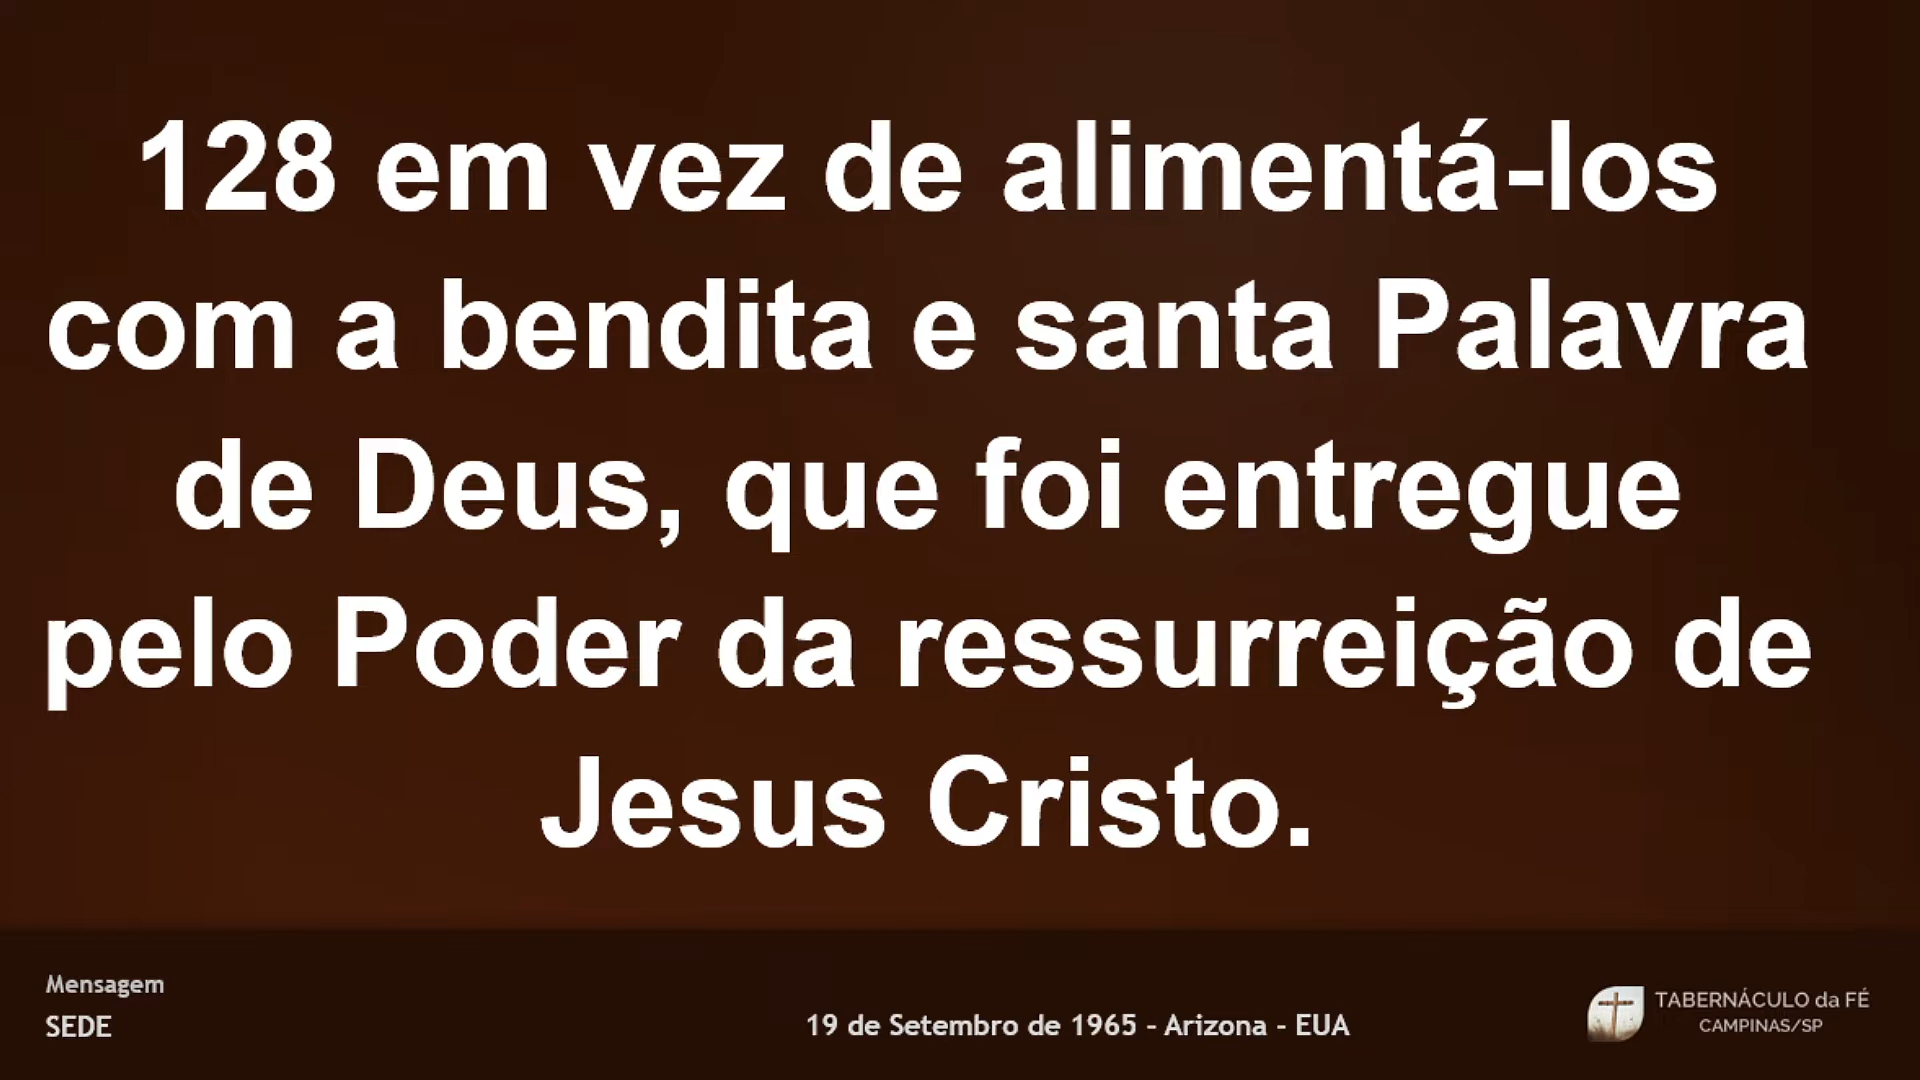 128 em vez de alimentá-los
com a bendita e santa Palavra
de Deus, que foi entregue
pelo Poder da ressurreição de
Jesus Cristo.
Mensagem
SEDE
19 de Setembro de 1965 - Arizona - EUA
TABERNÁCULO da FÉ
CAMPINAS/SP